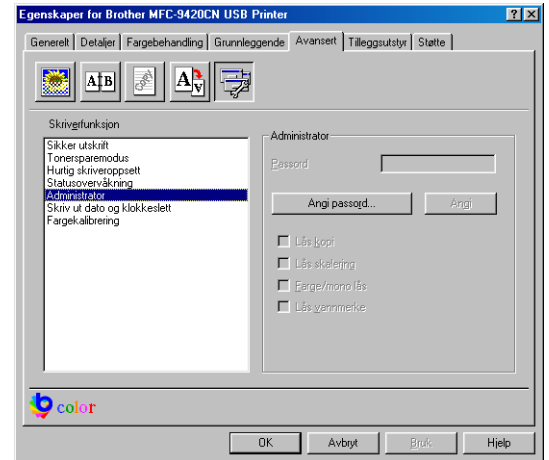 Egenskaper for Brother MFC-9420CN USB Printer
Generelt Detaljer Fargebehandling Grunnleggende Avansert Tilleggsutstyr Støtte
A B A A
Skriverfunksjon
Sikker utskrift
Tonersparemodus
Hurtig skriveroppsett
Statusovervåkning
Administrator
Skriv ut dato og klokkeslett
Fargekalibrering
Administrator
Passord
Angi passord... Angi
Lås kopi
Lås skalering
Farge/mono lås
Lås vannmerke
color
OK Avbryt Bruk Hjelp